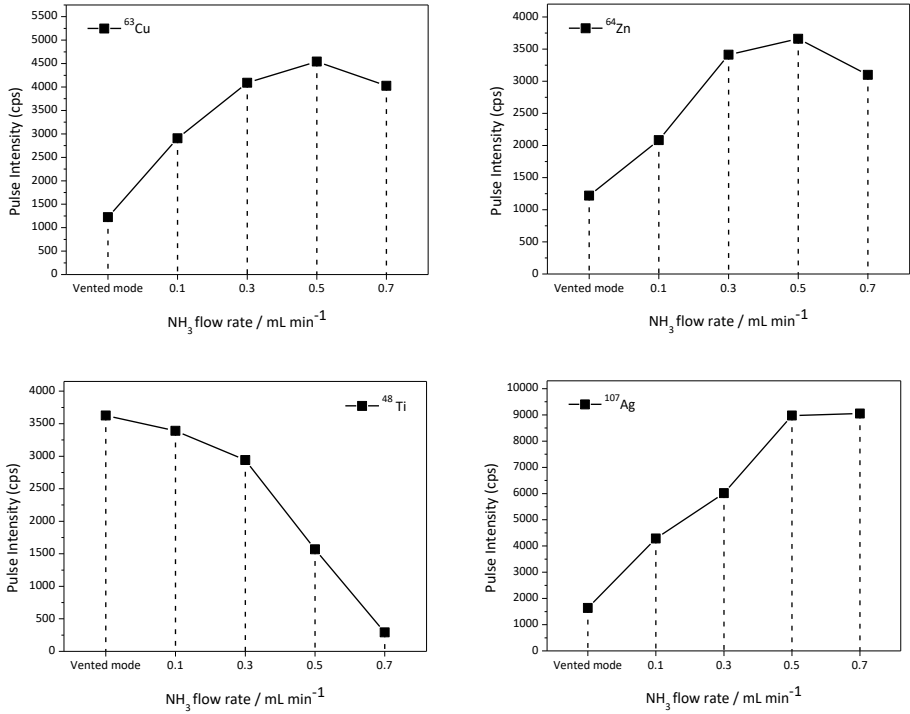 5500
5000
4500
4000
3500
3000
2500
2000
1500
1000
500
0
Pulse Intensity (cps)
⁶³Cu
Vented mode 0.1 0.3 0.5 0.7
NH₃ flow rate / mL min⁻¹
4000
3500
3000
2500
2000
1500
1000
500
0
Pulse Intensity (cps)
⁶⁴Zn
Vented mode 0.1 0.3 0.5 0.7
NH₃ flow rate / mL min⁻¹
4000
3500
3000
2500
2000
1500
1000
500
0
Pulse Intensity (cps)
⁴⁸Ti
Vented mode 0.1 0.3 0.5 0.7
NH₃ flow rate / mL min⁻¹
10000
9000
8000
7000
6000
5000
4000
3000
2000
1000
0
Pulse Intensity (cps)
¹⁰⁷Ag
Vented mode 0.1 0.3 0.5 0.7
NH₃ flow rate / mL min⁻¹